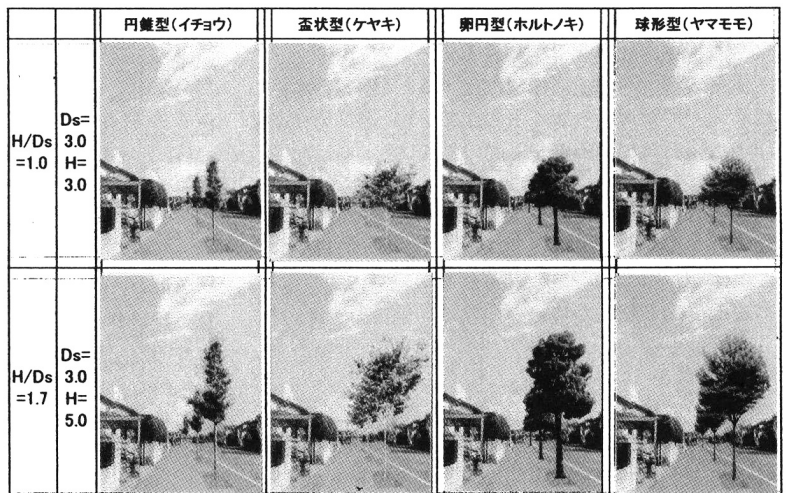 円錐型(イチョウ)
盃状型(ケヤキ)
卵円型(ホルトノキ)
球形型(ヤマモモ)
H/Ds
=1.0
Ds=
3.0
H=
3.0
H/Ds
=1.7
Ds=
3.0
H=
5.0